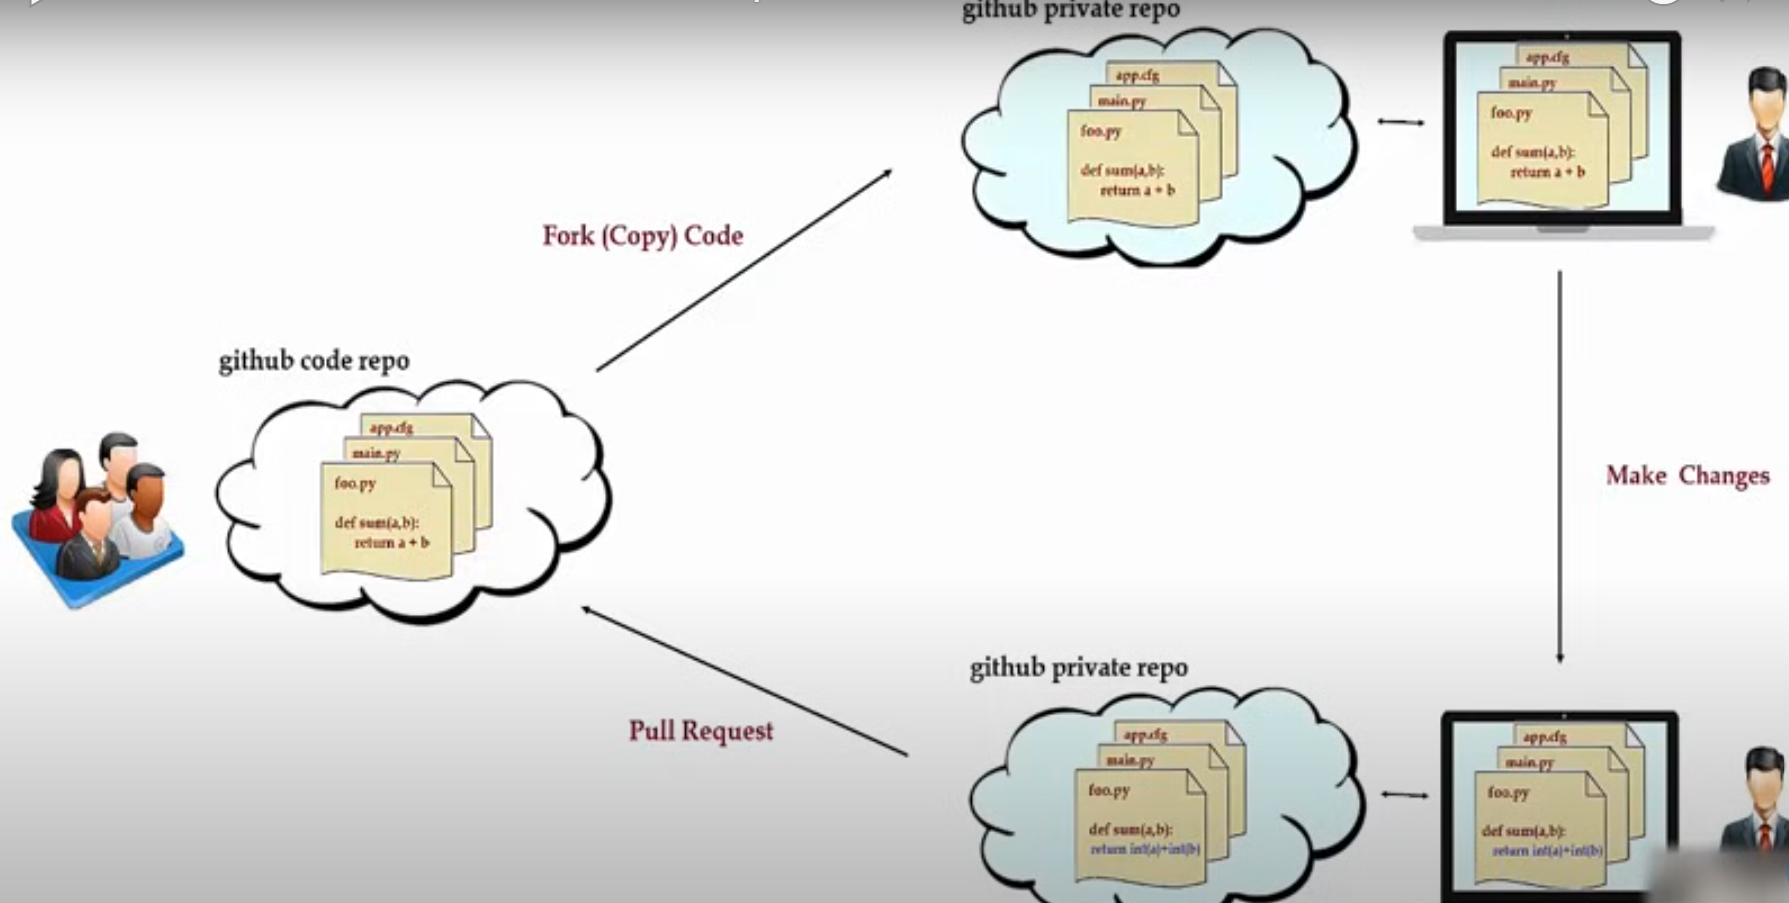 github private repo
app.cfg
main.py
foo.py
def sum(a,b):
return a + b
app.cfg
main.py
foo.py
def sum(a,b):
return a + b
Fork (Copy) Code
github code repo
app.cfg
main.py
foo.py
def sum(a,b):
return a + b
Make Changes
Pull Request
github private repo
app.cfg
main.py
foo.py
def sum(a,b):
return int(a)+int(b)
app.cfg
main.py
foo.py
def sum(a,b):
return int(a)+int(b)